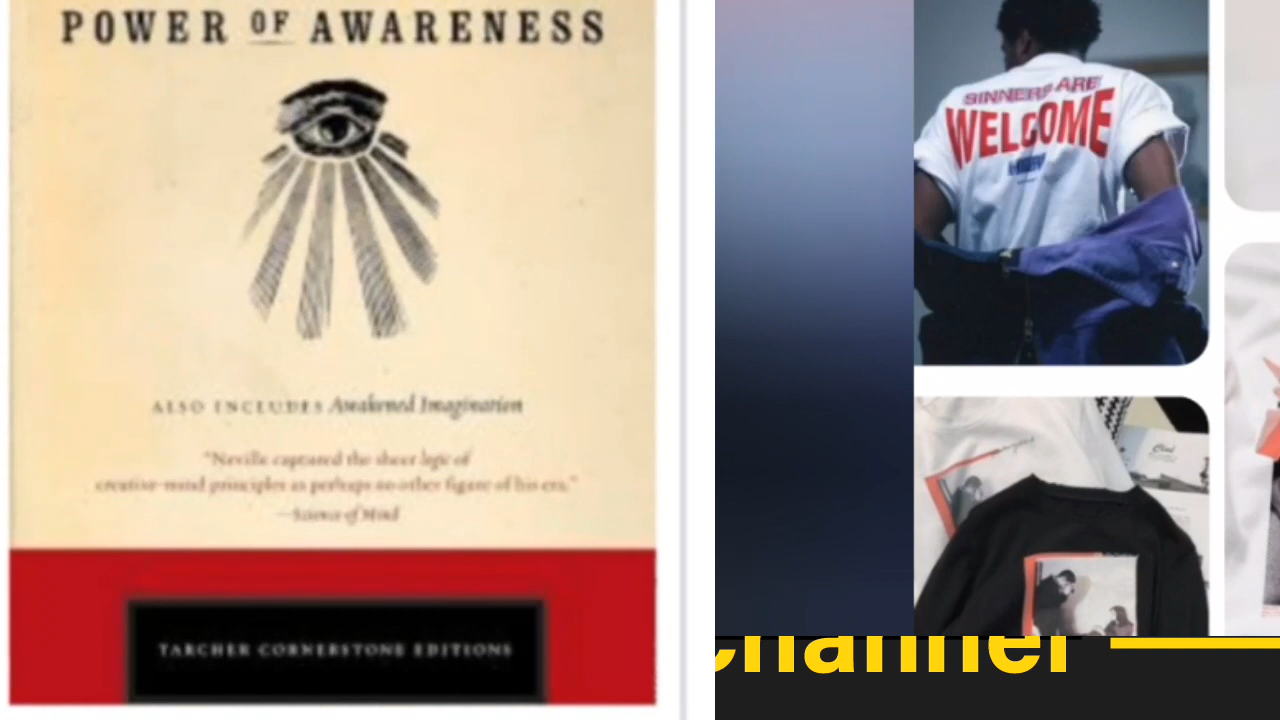 POWER OF AWARENESS
ALSO INCLUDES Awakened Imagination
"Neville captured the sheer logic of
creative-mind principles as perhaps no other figure of his era."
—Science of Mind
TARCHER CORNERSTONE EDITIONS
SINNERS ARE
WELCOME
channel